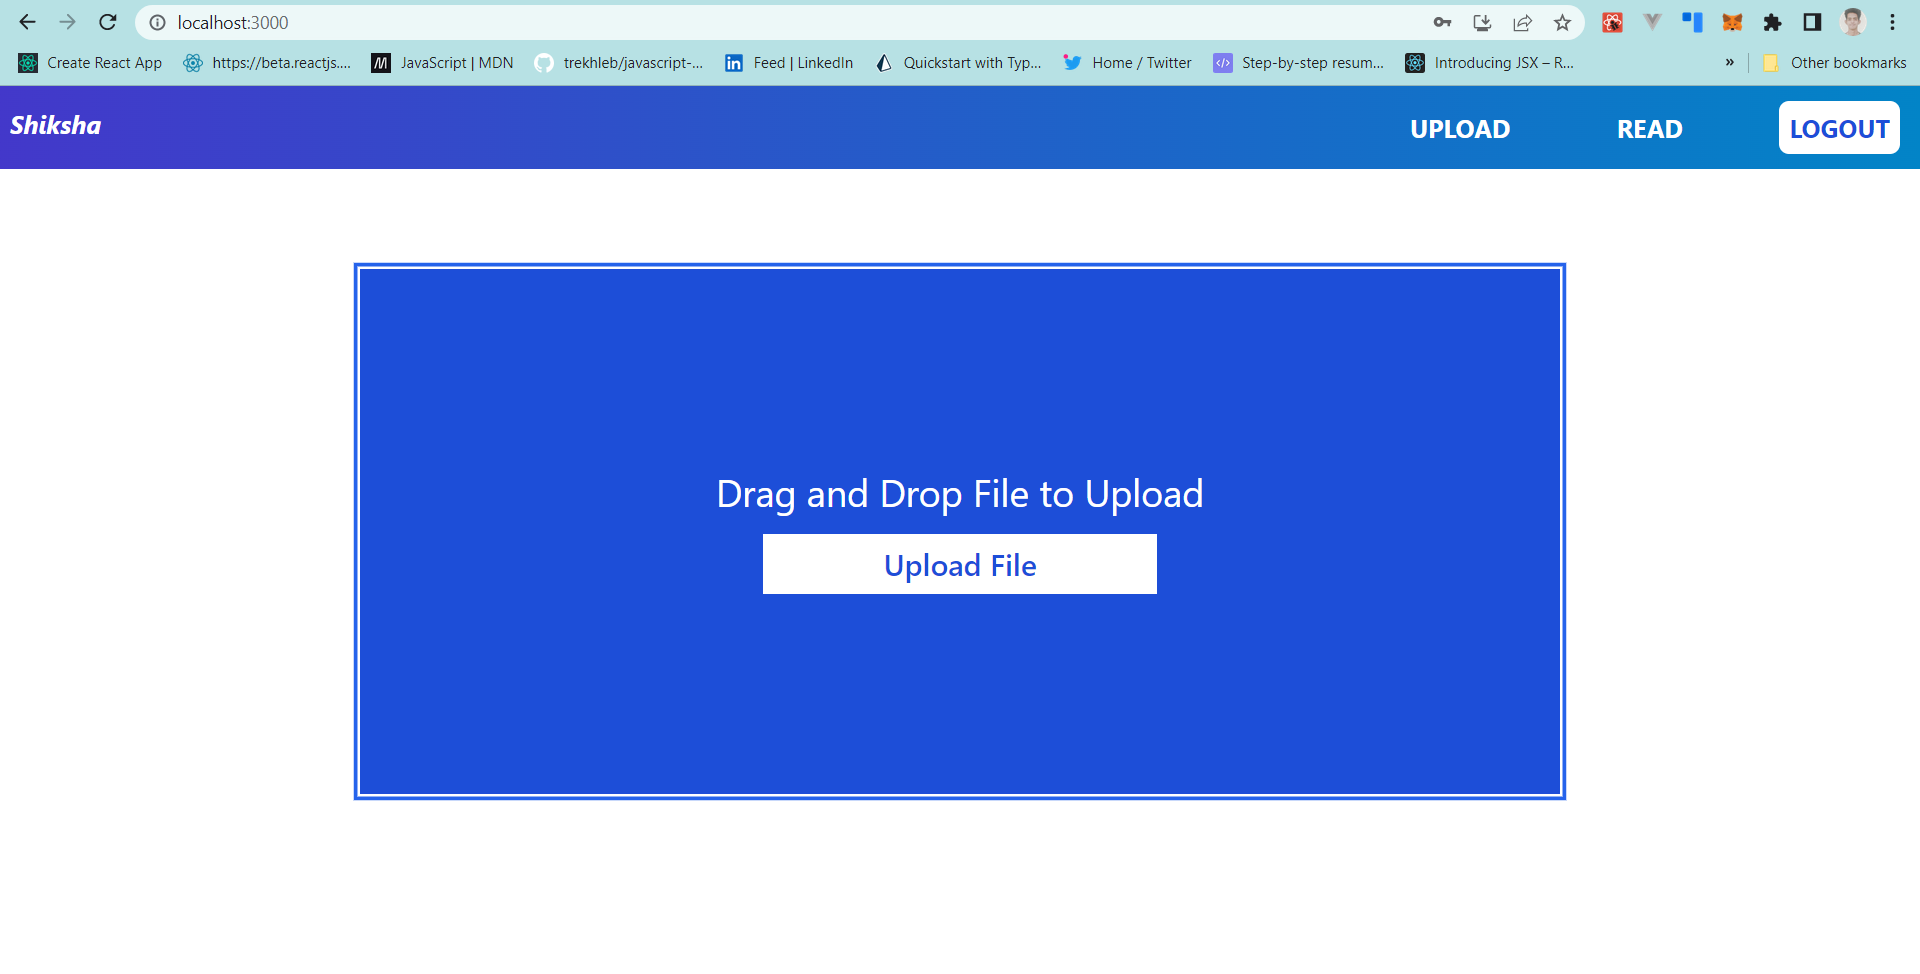 localhost:3000
Create React App
https://beta.reactjs....
JavaScript | MDN
trekhleb/javascript-...
Feed | LinkedIn
Quickstart with Typ...
Home / Twitter
Step-by-step resum...
Introducing JSX – R...
»
Other bookmarks
Shiksha
UPLOAD
READ
LOGOUT
Drag and Drop File to Upload
Upload File